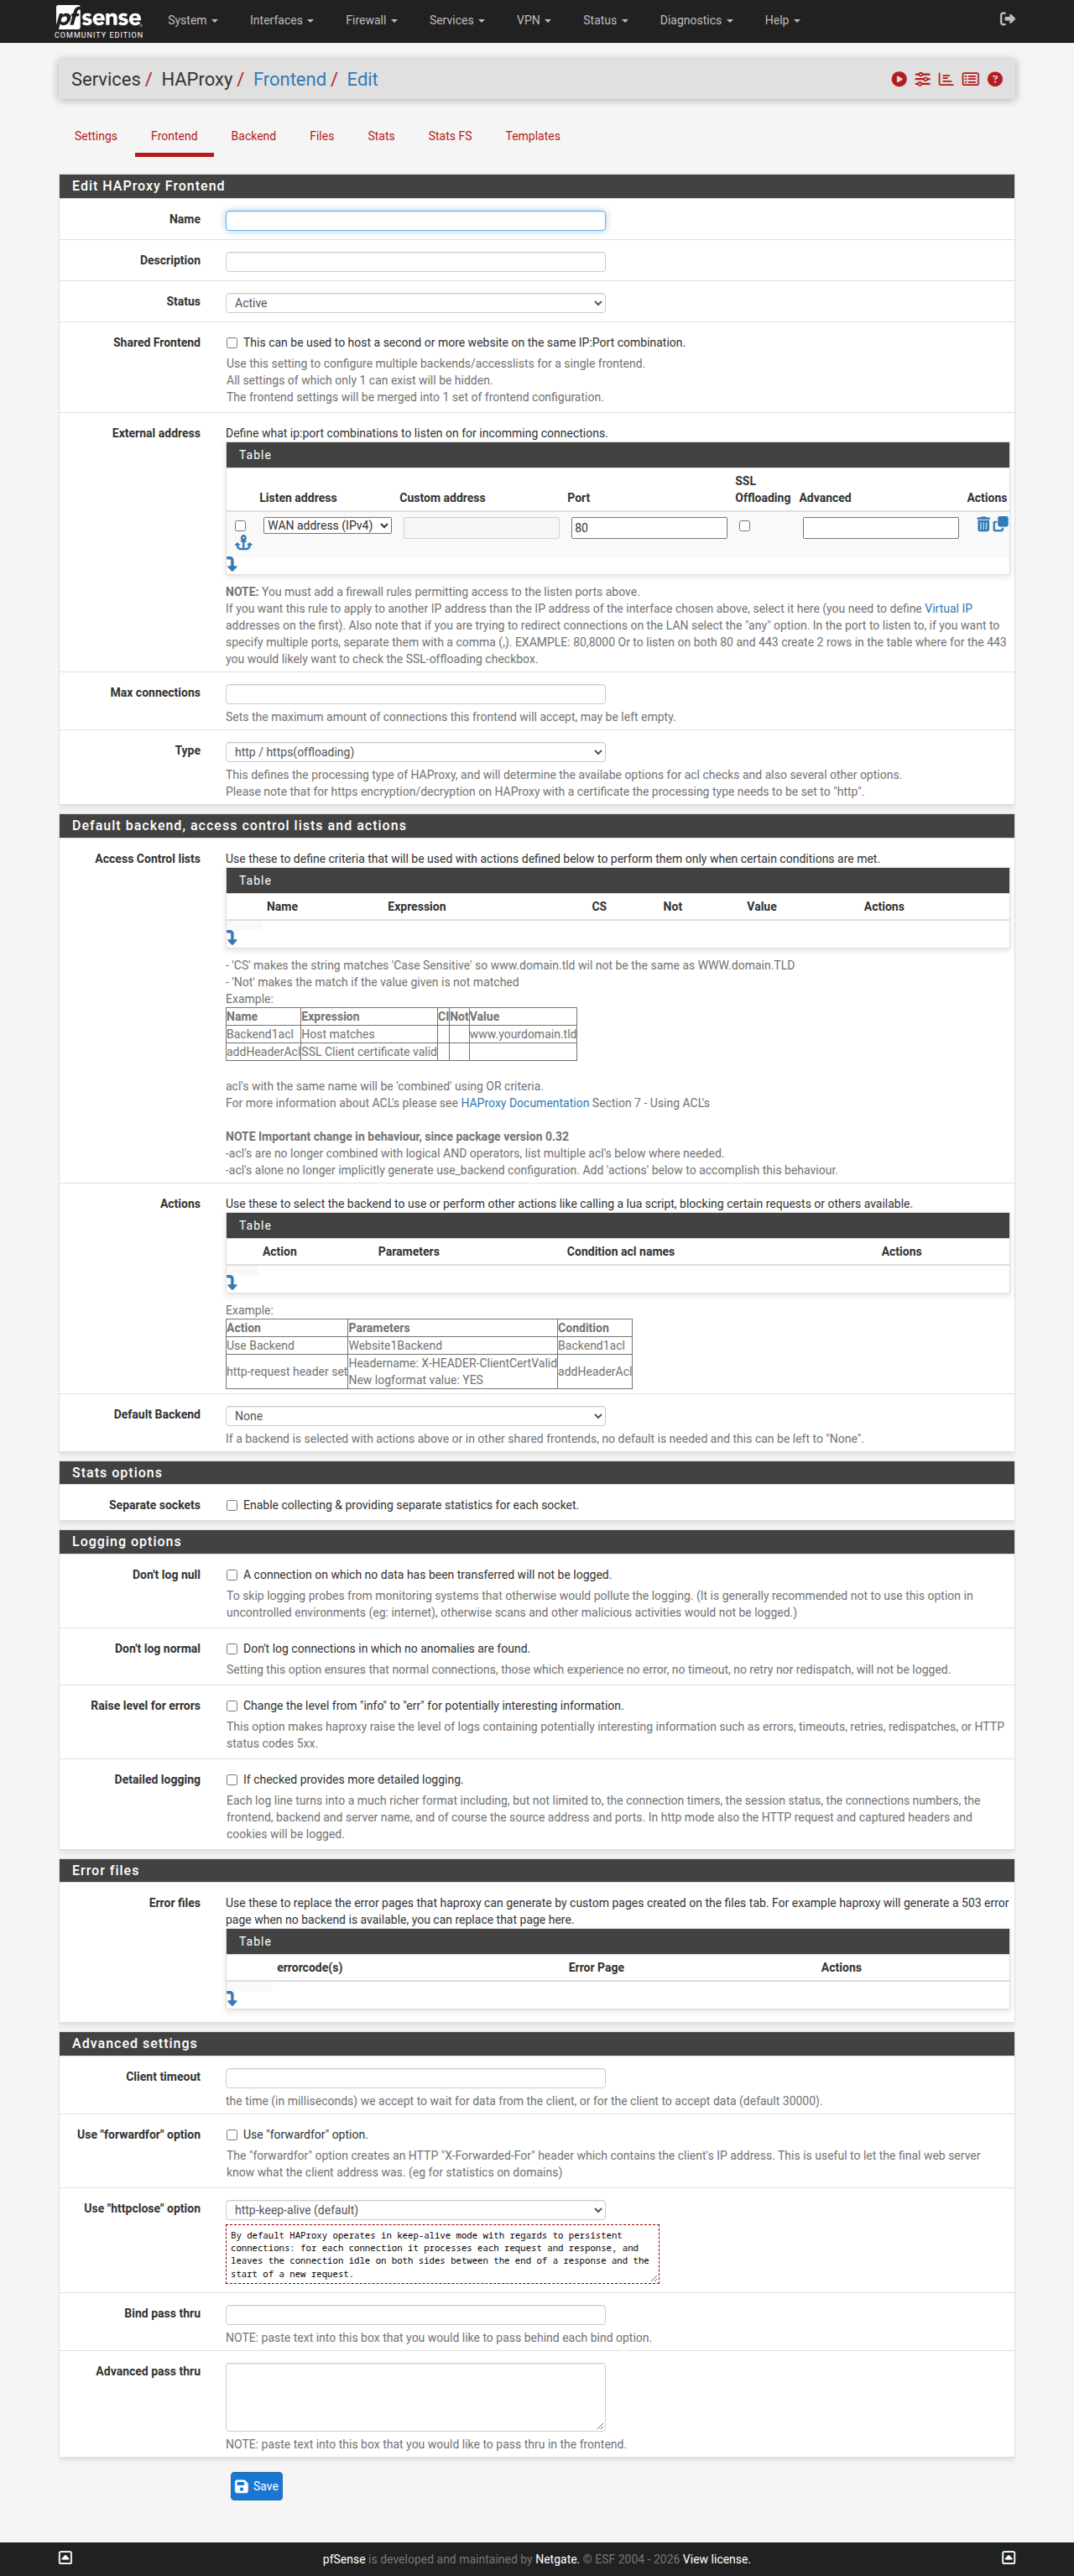 pfsense
COMMUNITY EDITION
System
Interfaces
Firewall
Services
VPN
Status
Diagnostics
Help
Services / HAProxy / Frontend / Edit
Settings
Frontend
Backend
Files
Stats
Stats FS
Templates
Edit HAProxy Frontend
Name
Description
Status
Active
Shared Frontend
This can be used to host a second or more website on the same IP:Port combination.
Use this setting to configure multiple backends/accesslists for a single frontend.
All settings of which only 1 can exist will be hidden.
The frontend settings will be merged into 1 set of frontend configuration.
External address
Define what ip:port combinations to listen on for incomming connections.
Table
Listen address
Custom address
Port
SSL
Offloading
Advanced
Actions
WAN address (IPv4)
80
NOTE: You must add a firewall rules permitting access to the listen ports above.
If you want this rule to apply to another IP address than the IP address of the interface chosen above, select it here (you need to define Virtual IP
addresses on the first). Also note that if you are trying to redirect connections on the LAN select the "any" option. In the port to listen to, if you want to
specify multiple ports, separate them with a comma (,). EXAMPLE: 80,8000 Or to listen on both 80 and 443 create 2 rows in the table where for the 443
you would likely want to check the SSL-offloading checkbox.
Max connections
Sets the maximum amount of connections this frontend will accept, may be left empty.
Type
http / https(offloading)
This defines the processing type of HAProxy, and will determine the availabe options for acl checks and also several other options.
Please note that for https encryption/decryption on HAProxy with a certificate the processing type needs to be set to "http".
Default backend, access control lists and actions
Access Control lists
Use these to define criteria that will be used with actions defined below to perform them only when certain conditions are met.
Table
Name
Expression
CS
Not
Value
Actions
- 'CS' makes the string matches 'Case Sensitive' so www.domain.tld wil not be the same as WWW.domain.TLD
- 'Not' makes the match if the value given is not matched
Example:
Name Expression CI Not Value
Backend1acl Host matches www.yourdomain.tld
addHeaderAcl SSL Client certificate valid
acl's with the same name will be 'combined' using OR criteria.
For more information about ACL's please see HAProxy Documentation Section 7 - Using ACL's
NOTE Important change in behaviour, since package version 0.32
-acl's are no longer combined with logical AND operators, list multiple acl's below where needed.
-acl's alone no longer implicitly generate use_backend configuration. Add 'actions' below to accomplish this behaviour.
Actions
Use these to select the backend to use or perform other actions like calling a lua script, blocking certain requests or others available.
Table
Action
Parameters
Condition acl names
Actions
Example:
Action Parameters Condition
Use Backend Website1Backend Backend1acl
http-request header set Headername: X-HEADER-ClientCertValid
New logformat value: YES addHeaderAcl
Default Backend
None
If a backend is selected with actions above or in other shared frontends, no default is needed and this can be left to "None".
Stats options
Separate sockets
Enable collecting & providing separate statistics for each socket.
Logging options
Don't log null
A connection on which no data has been transferred will not be logged.
To skip logging probes from monitoring systems that otherwise would pollute the logging. (It is generally recommended not to use this option in
uncontrolled environments (eg: internet), otherwise scans and other malicious activities would not be logged.)
Don't log normal
Don't log connections in which no anomalies are found.
Setting this option ensures that normal connections, those which experience no error, no timeout, no retry nor redispatch, will not be logged.
Raise level for errors
Change the level from "info" to "err" for potentially interesting information.
This option makes haproxy raise the level of logs containing potentially interesting information such as errors, timeouts, retries, redispatches, or HTTP
status codes 5xx.
Detailed logging
If checked provides more detailed logging.
Each log line turns into a much richer format including, but not limited to, the connection timers, the session status, the connections numbers, the
frontend, backend and server name, and of course the source address and ports. In http mode also the HTTP request and captured headers and
cookies will be logged.
Error files
Error files
Use these to replace the error pages that haproxy can generate by custom pages created on the files tab. For example haproxy will generate a 503 error
page when no backend is available, you can replace that page here.
Table
errorcode(s)
Error Page
Actions
Advanced settings
Client timeout
the time (in milliseconds) we accept to wait for data from the client, or for the client to accept data (default 30000).
Use "forwardfor" option
Use "forwardfor" option.
The "forwardfor" option creates an HTTP "X-Forwarded-For" header which contains the client's IP address. This is useful to let the final web server
know what the client address was. (eg for statistics on domains)
Use "httpclose" option
http-keep-alive (default)
By default HAProxy operates in keep-alive mode with regards to persistent
connections: for each connection it processes each request and response, and
leaves the connection idle on both sides between the end of a response and the
start of a new request.
Bind pass thru
NOTE: paste text into this box that you would like to pass behind each bind option.
Advanced pass thru
NOTE: paste text into this box that you would like to pass thru in the frontend.
Save
pfSense is developed and maintained by Netgate. © ESF 2004 - 2026 View license.